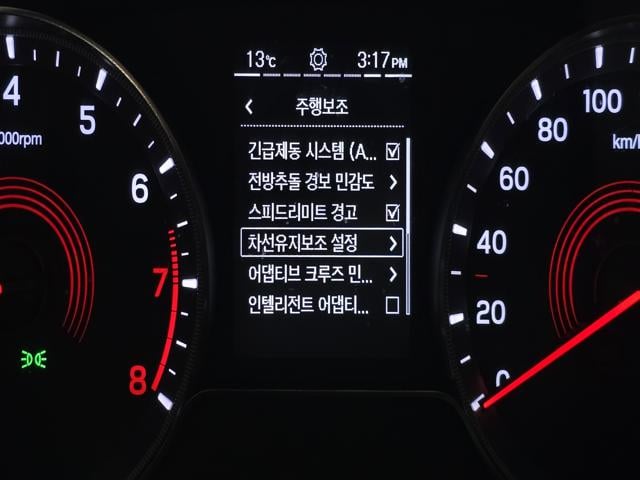 13℃ 3:17PM
주행보조
긴급제동 시스템 (A...
전방추돌 경보 민감도
스피드리미트 경고
차선유지보조 설정
어댑티브 크루즈 민...
인텔리전트 어댑티...
4
5
6
7
8
000rpm
100
80
60
40
20
0
km/